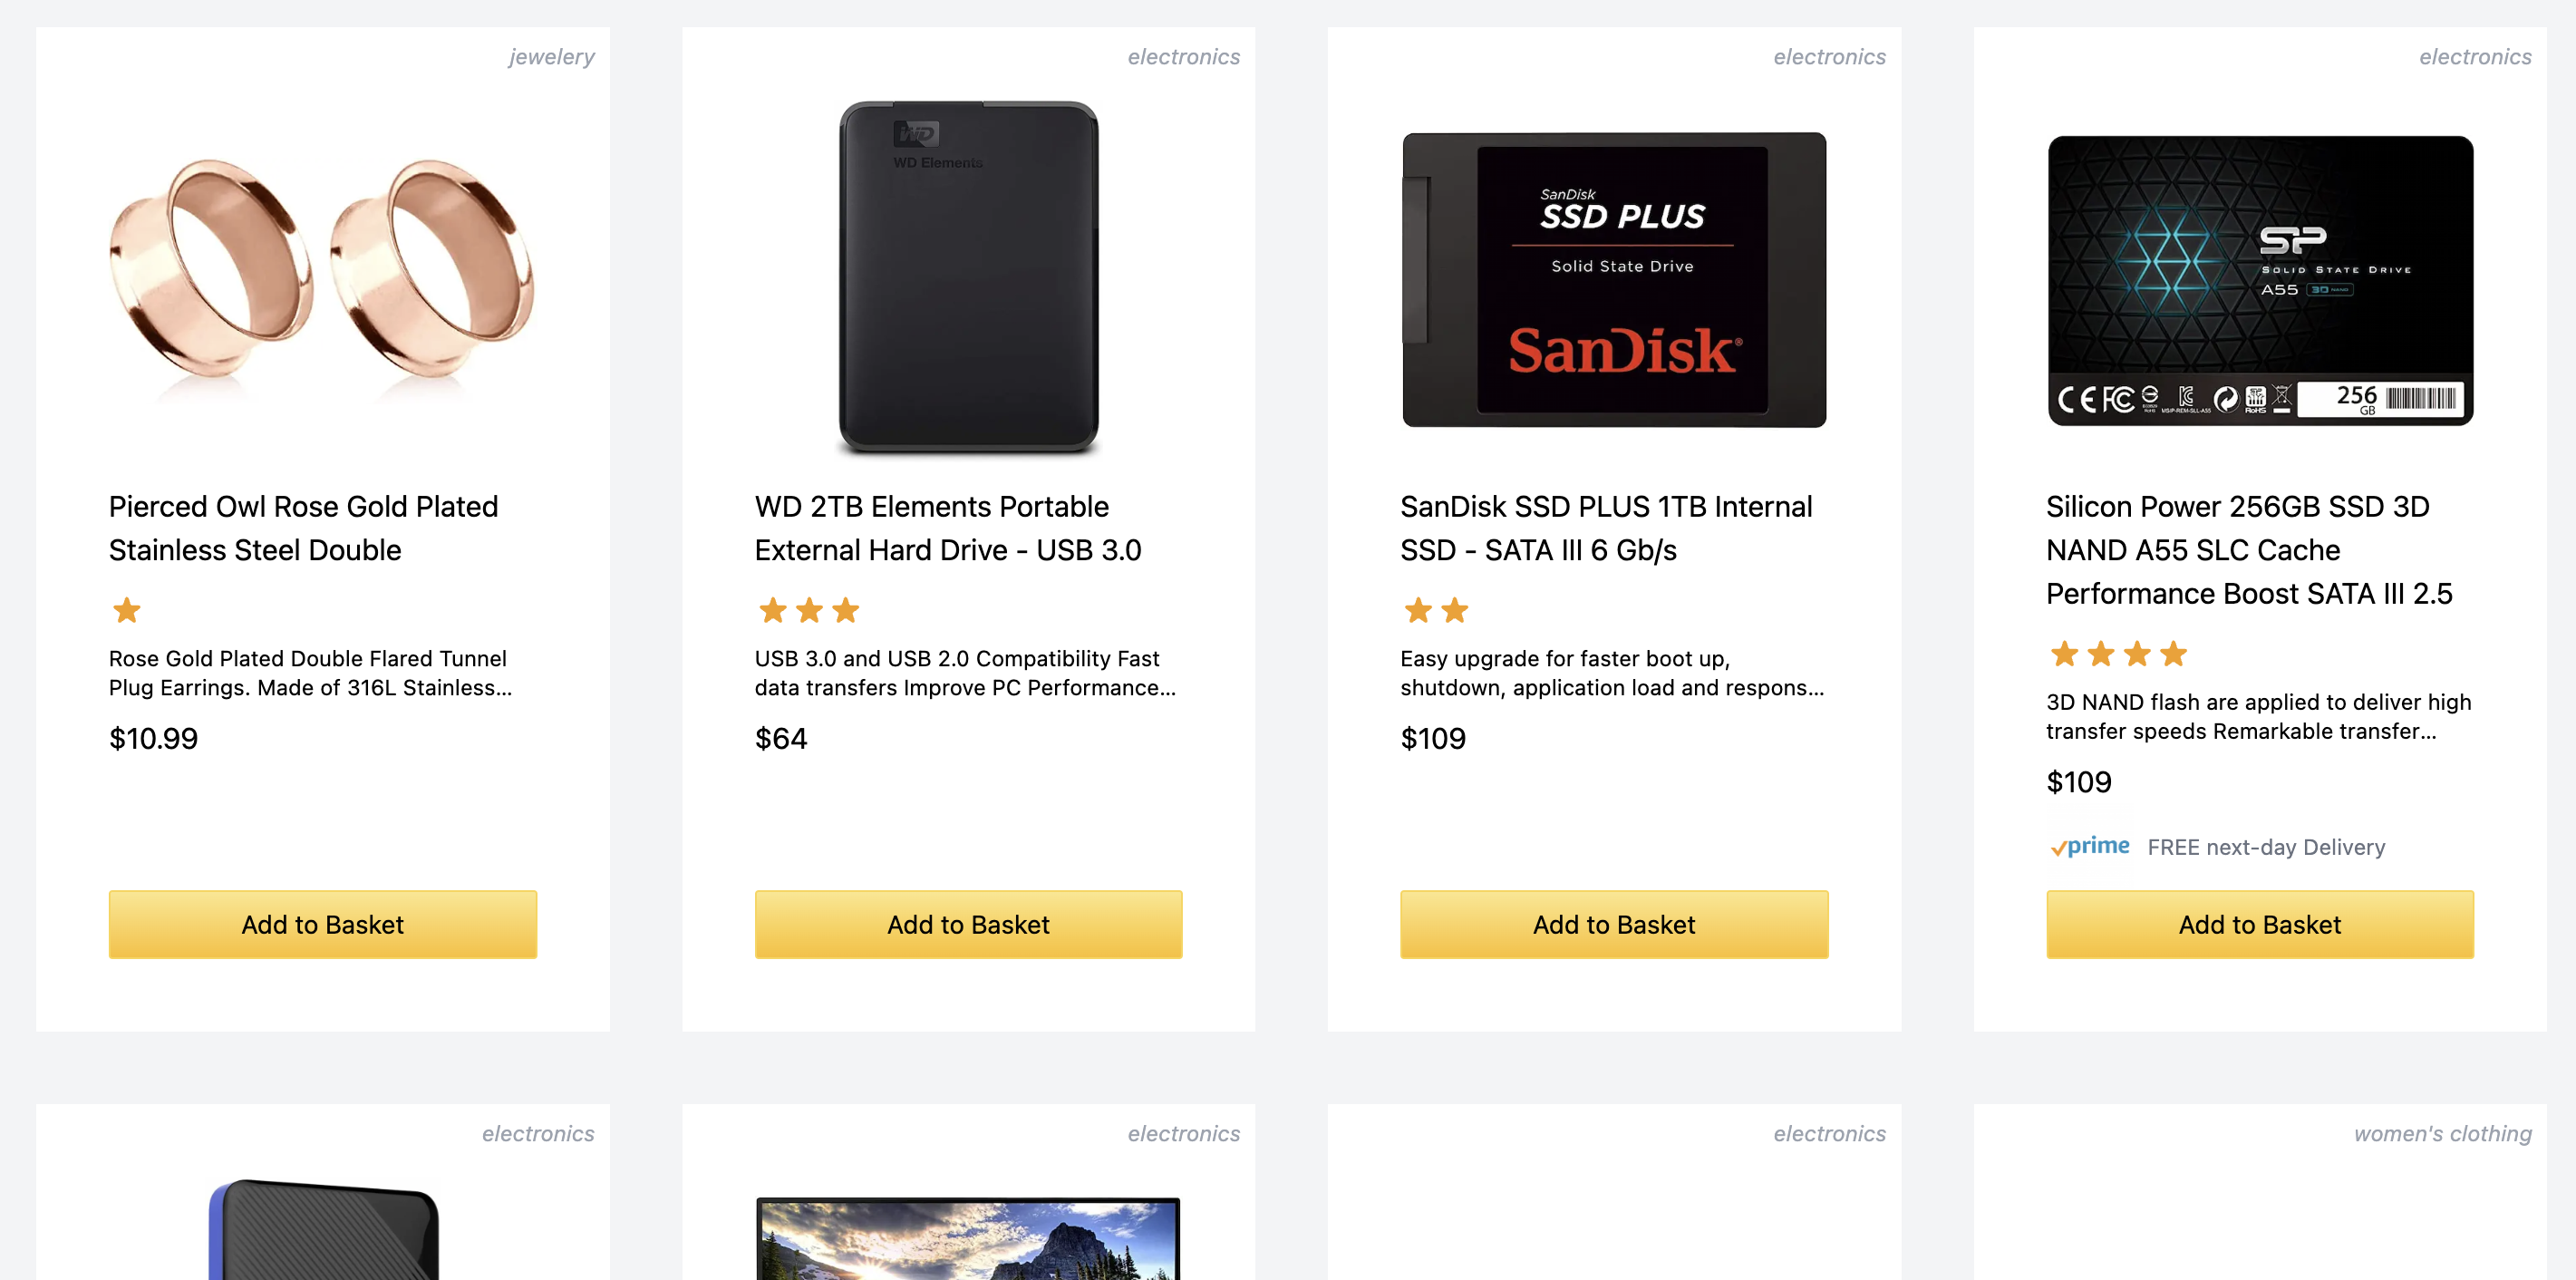 jewelery
Pierced Owl Rose Gold Plated
Stainless Steel Double
Rose Gold Plated Double Flared Tunnel
Plug Earrings. Made of 316L Stainless...
$10.99
Add to Basket
electronics
WD
WD Elements
WD 2TB Elements Portable
External Hard Drive - USB 3.0
USB 3.0 and USB 2.0 Compatibility Fast
data transfers Improve PC Performance...
$64
Add to Basket
electronics
SanDisk
SSD PLUS
Solid State Drive
SanDisk®
SanDisk SSD PLUS 1TB Internal
SSD - SATA III 6 Gb/s
Easy upgrade for faster boot up,
shutdown, application load and respons...
$109
Add to Basket
electronics
SP
SOLID STATE DRIVE
A55 3D NAND
CE FC RoHS 256
GB
Silicon Power 256GB SSD 3D
NAND A55 SLC Cache
Performance Boost SATA III 2.5
3D NAND flash are applied to deliver high
transfer speeds Remarkable transfer...
$109
prime FREE next-day Delivery
Add to Basket
electronics
electronics
electronics
women's clothing